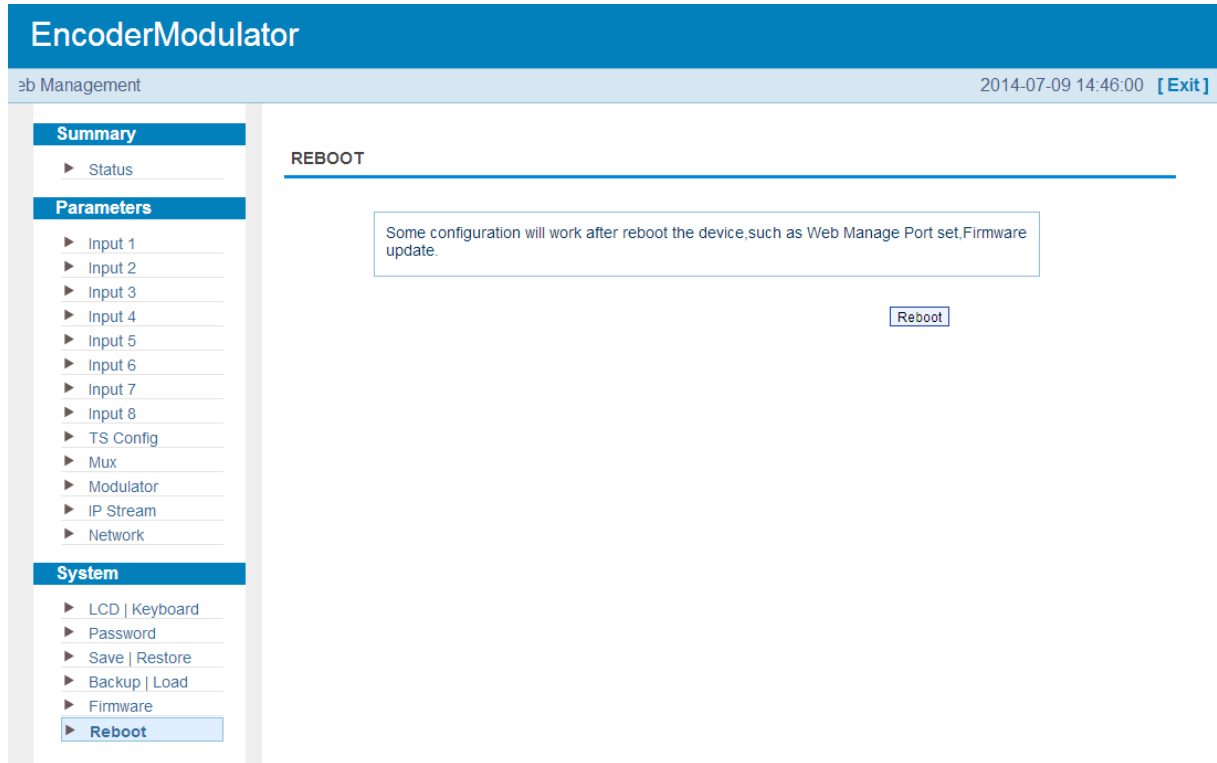 EncoderModulator
eb Management
2014-07-09 14:46:00 [ Exit ]
Summary
Status
Parameters
Input 1
Input 2
Input 3
Input 4
Input 5
Input 6
Input 7
Input 8
TS Config
Mux
Modulator
IP Stream
Network
System
LCD | Keyboard
Password
Save | Restore
Backup | Load
Firmware
Reboot
REBOOT
Some configuration will work after reboot the device,such as Web Manage Port set,Firmware
update.
Reboot